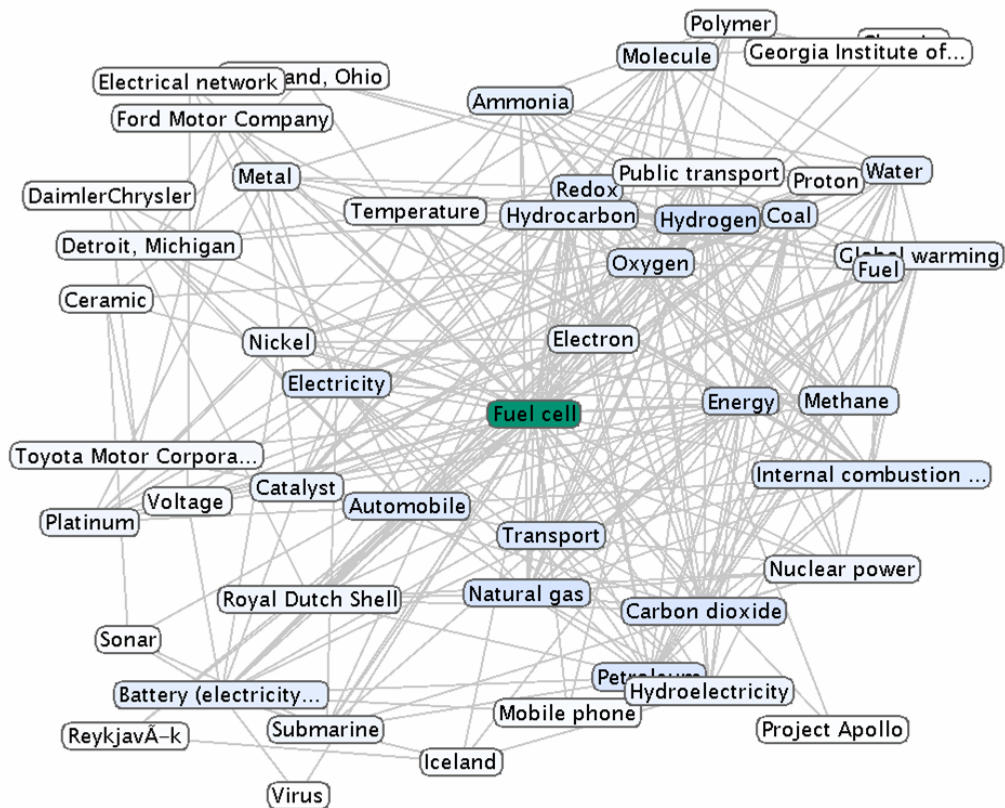 Polymer
Georgia Institute of...
Molecule
Electrical network
and, Ohio
Ammonia
Ford Motor Company
Metal
Redox
Public transport
Proton
Water
DaimlerChrysler
Temperature
Hydrocarbon
Hydrogen
Coal
Detroit, Michigan
Oxygen
Global warming
Fuel
Ceramic
Nickel
Electron
Electricity
Fuel cell
Energy
Methane
Toyota Motor Corpora...
Catalyst
Internal combustion ...
Voltage
Automobile
Platinum
Transport
Nuclear power
Royal Dutch Shell
Natural gas
Carbon dioxide
Sonar
Petroleum
Battery (electricity...
Hydroelectricity
Mobile phone
ReykjavÃ–k
Submarine
Project Apollo
Iceland
Virus